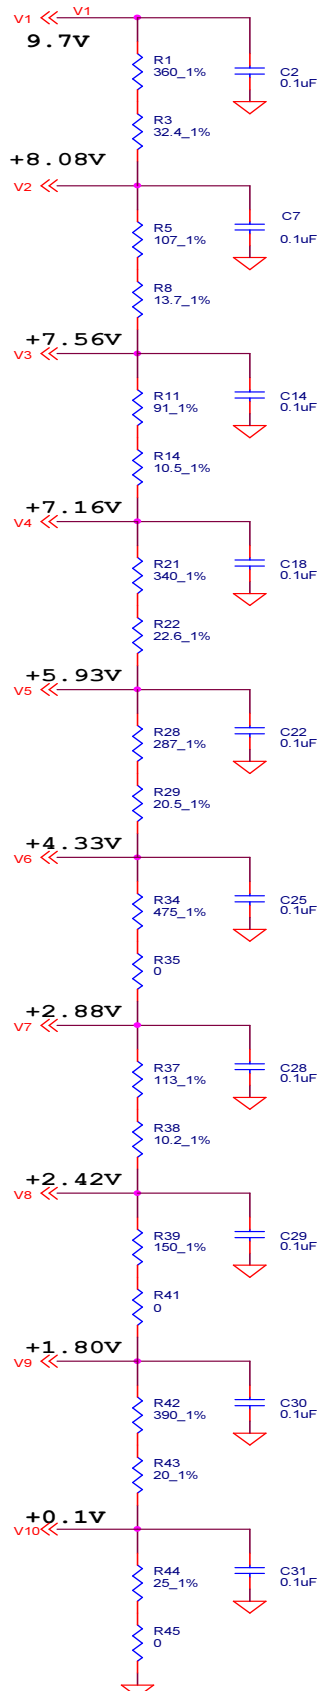 V1 V1
9.7V
R1
360_1%
C2
0.1uF
R3
32.4_1%
+8.08V
V2
R5
107_1%
C7
0.1uF
R8
13.7_1%
+7.56V
V3
R11
91_1%
C14
0.1uF
R14
10.5_1%
+7.16V
V4
R21
340_1%
C18
0.1uF
R22
22.6_1%
+5.93V
V5
R28
287_1%
C22
0.1uF
R29
20.5_1%
+4.33V
V6
R34
475_1%
C25
0.1uF
R35
0
+2.88V
V7
R37
113_1%
C28
0.1uF
R38
10.2_1%
+2.42V
V8
R39
150_1%
C29
0.1uF
R41
0
+1.80V
V9
R42
390_1%
C30
0.1uF
R43
20_1%
+0.1V
V10
R44
25_1%
C31
0.1uF
R45
0